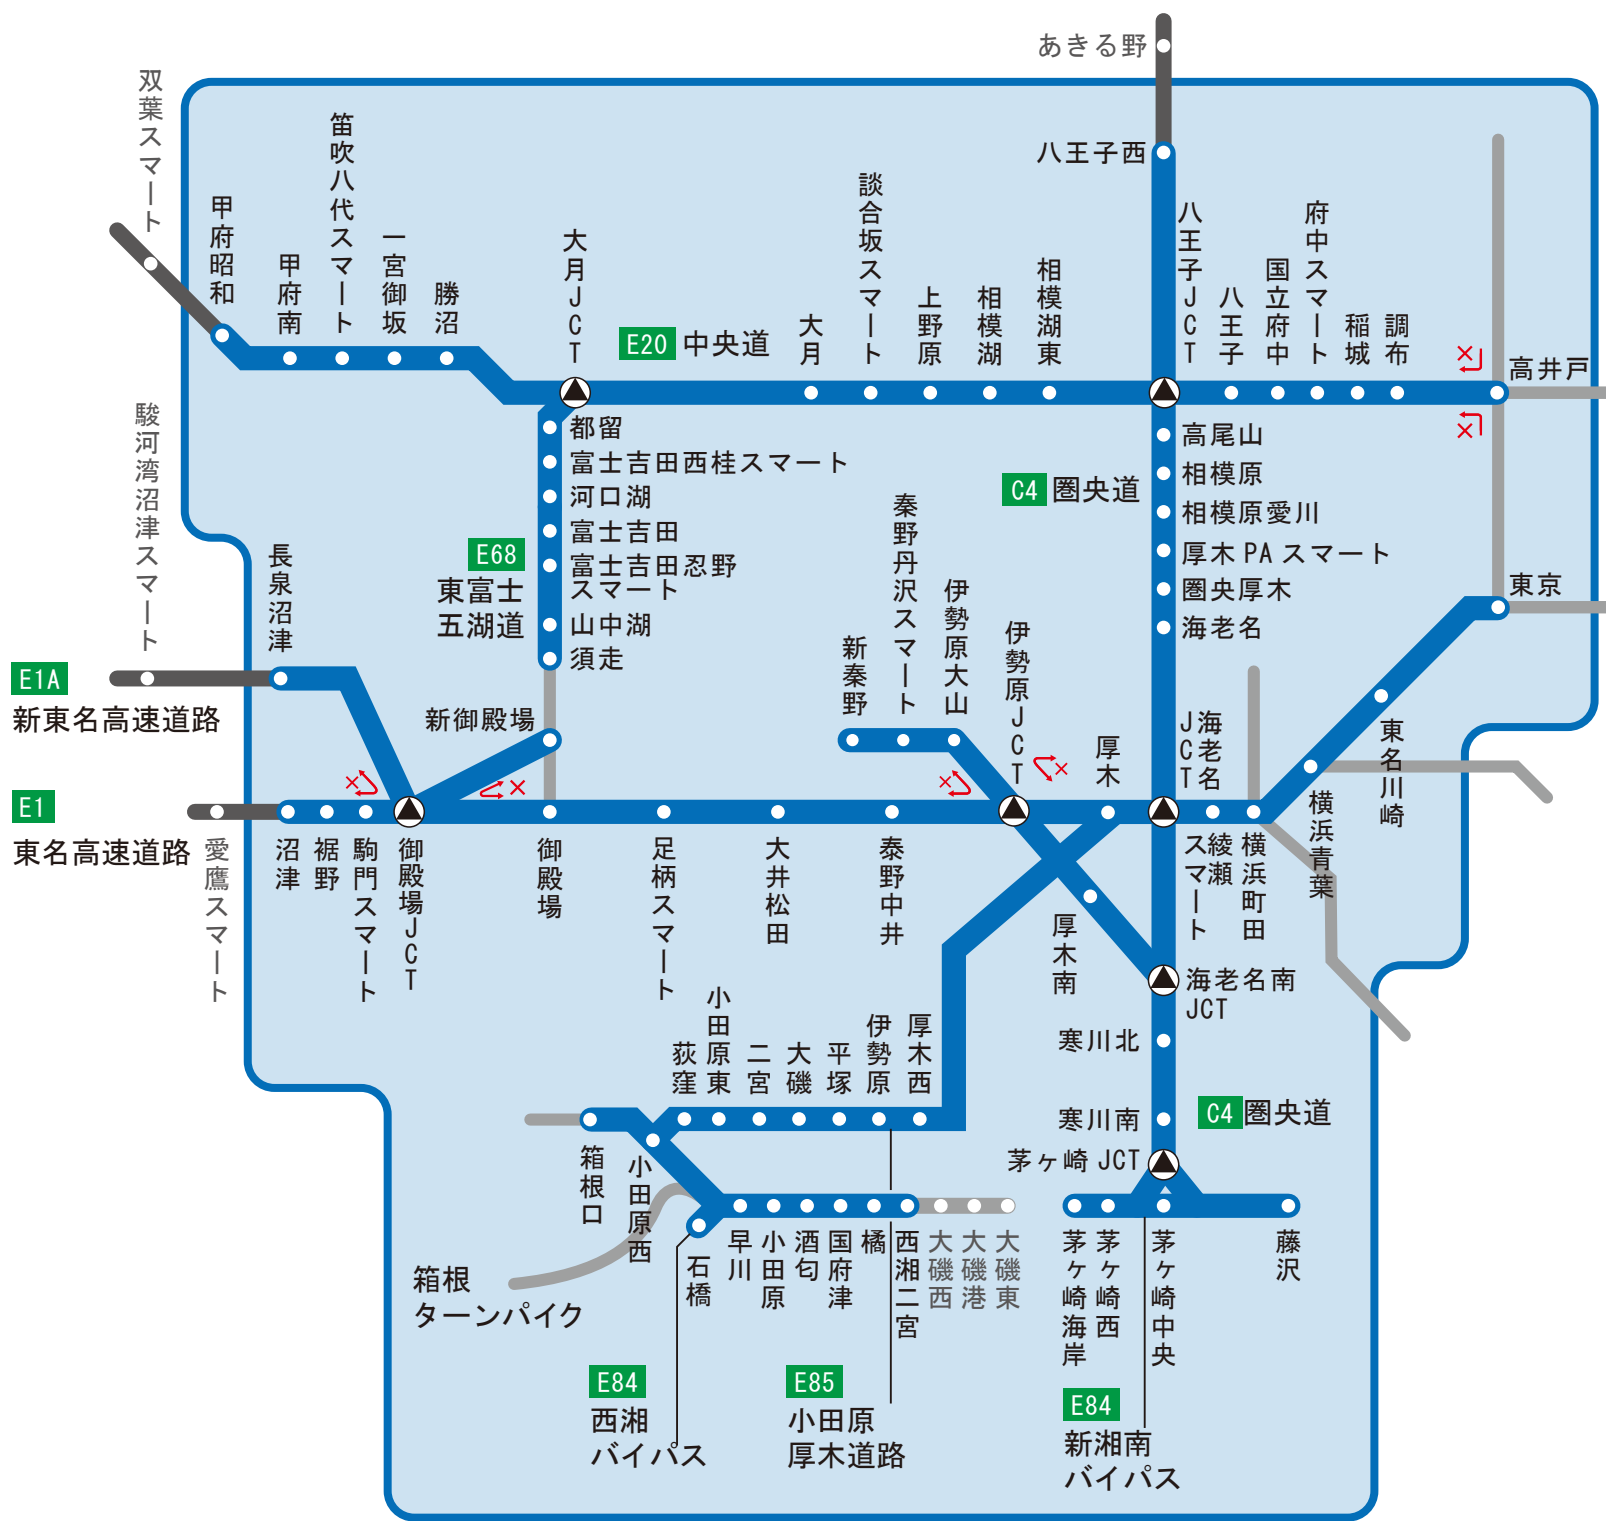 あきる野
双葉スマート
八王子西
甲府昭和
甲府南
笛吹八代スマート
一宮御坂
勝沼
大月JCT
E20 中央道
大月
談合坂スマート
上野原
相模湖
相模湖東
八王子JCT
八王子
国立府中
府中スマート
稲城
調布
高井戸
都留
富士吉田西桂スマート
河口湖
富士吉田
富士吉田忍野
スマート
山中湖
須走
E68
東富士
五湖道
高尾山
相模原
C4 圏央道
相模原愛川
厚木 PA スマート
圏央厚木
海老名
駿河湾沼津スマート
長泉沼津
E1A
新東名高速道路
新御殿場
新秦野
秦野丹沢スマート
伊勢原大山
伊勢原JCT
厚木
海老名
JCT
東京
東名川崎
横浜青葉
E1
東名高速道路
愛鷹スマート
沼津
裾野
駒門スマート
御殿場JCT
御殿場
足柄スマート
大井松田
泰野中井
厚木南
綾瀬
スマート
横浜町田
海老名南
JCT
寒川北
寒川南
C4 圏央道
茅ヶ崎 JCT
荻窪
小田原東
二宮
大磯
平塚
伊勢原
厚木西
箱根口
小田原西
石橋
早川
小田原
酒匂
国府津
橘
西湘二宮
大磯西
大磯港
大磯東
茅ヶ崎海岸
茅ヶ崎西
茅ヶ崎中央
藤沢
箱根
ターンパイク
E84
西湘
バイパス
E85
小田原
厚木道路
E84
新湘南
バイパス